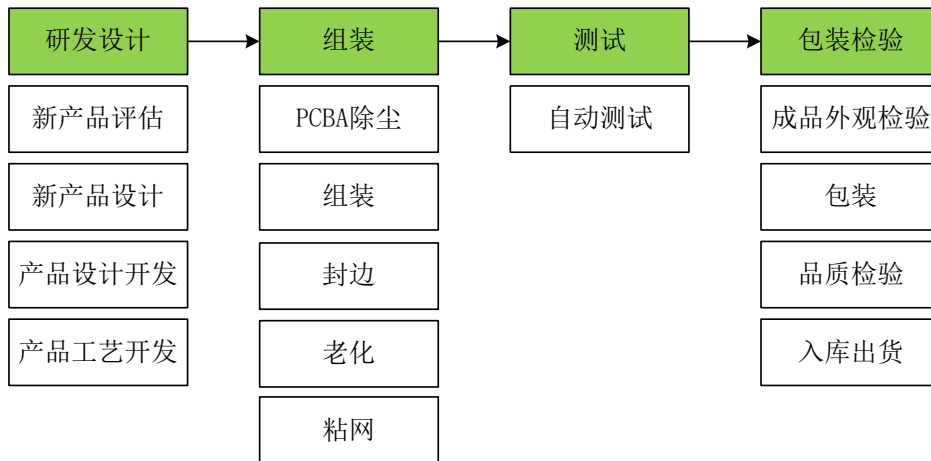 研发设计
组装
测试
包装检验
新产品评估
PCBA除尘
自动测试
成品外观检验
新产品设计
组装
包装
产品设计开发
封边
品质检验
产品工艺开发
老化
入库出货
粘网